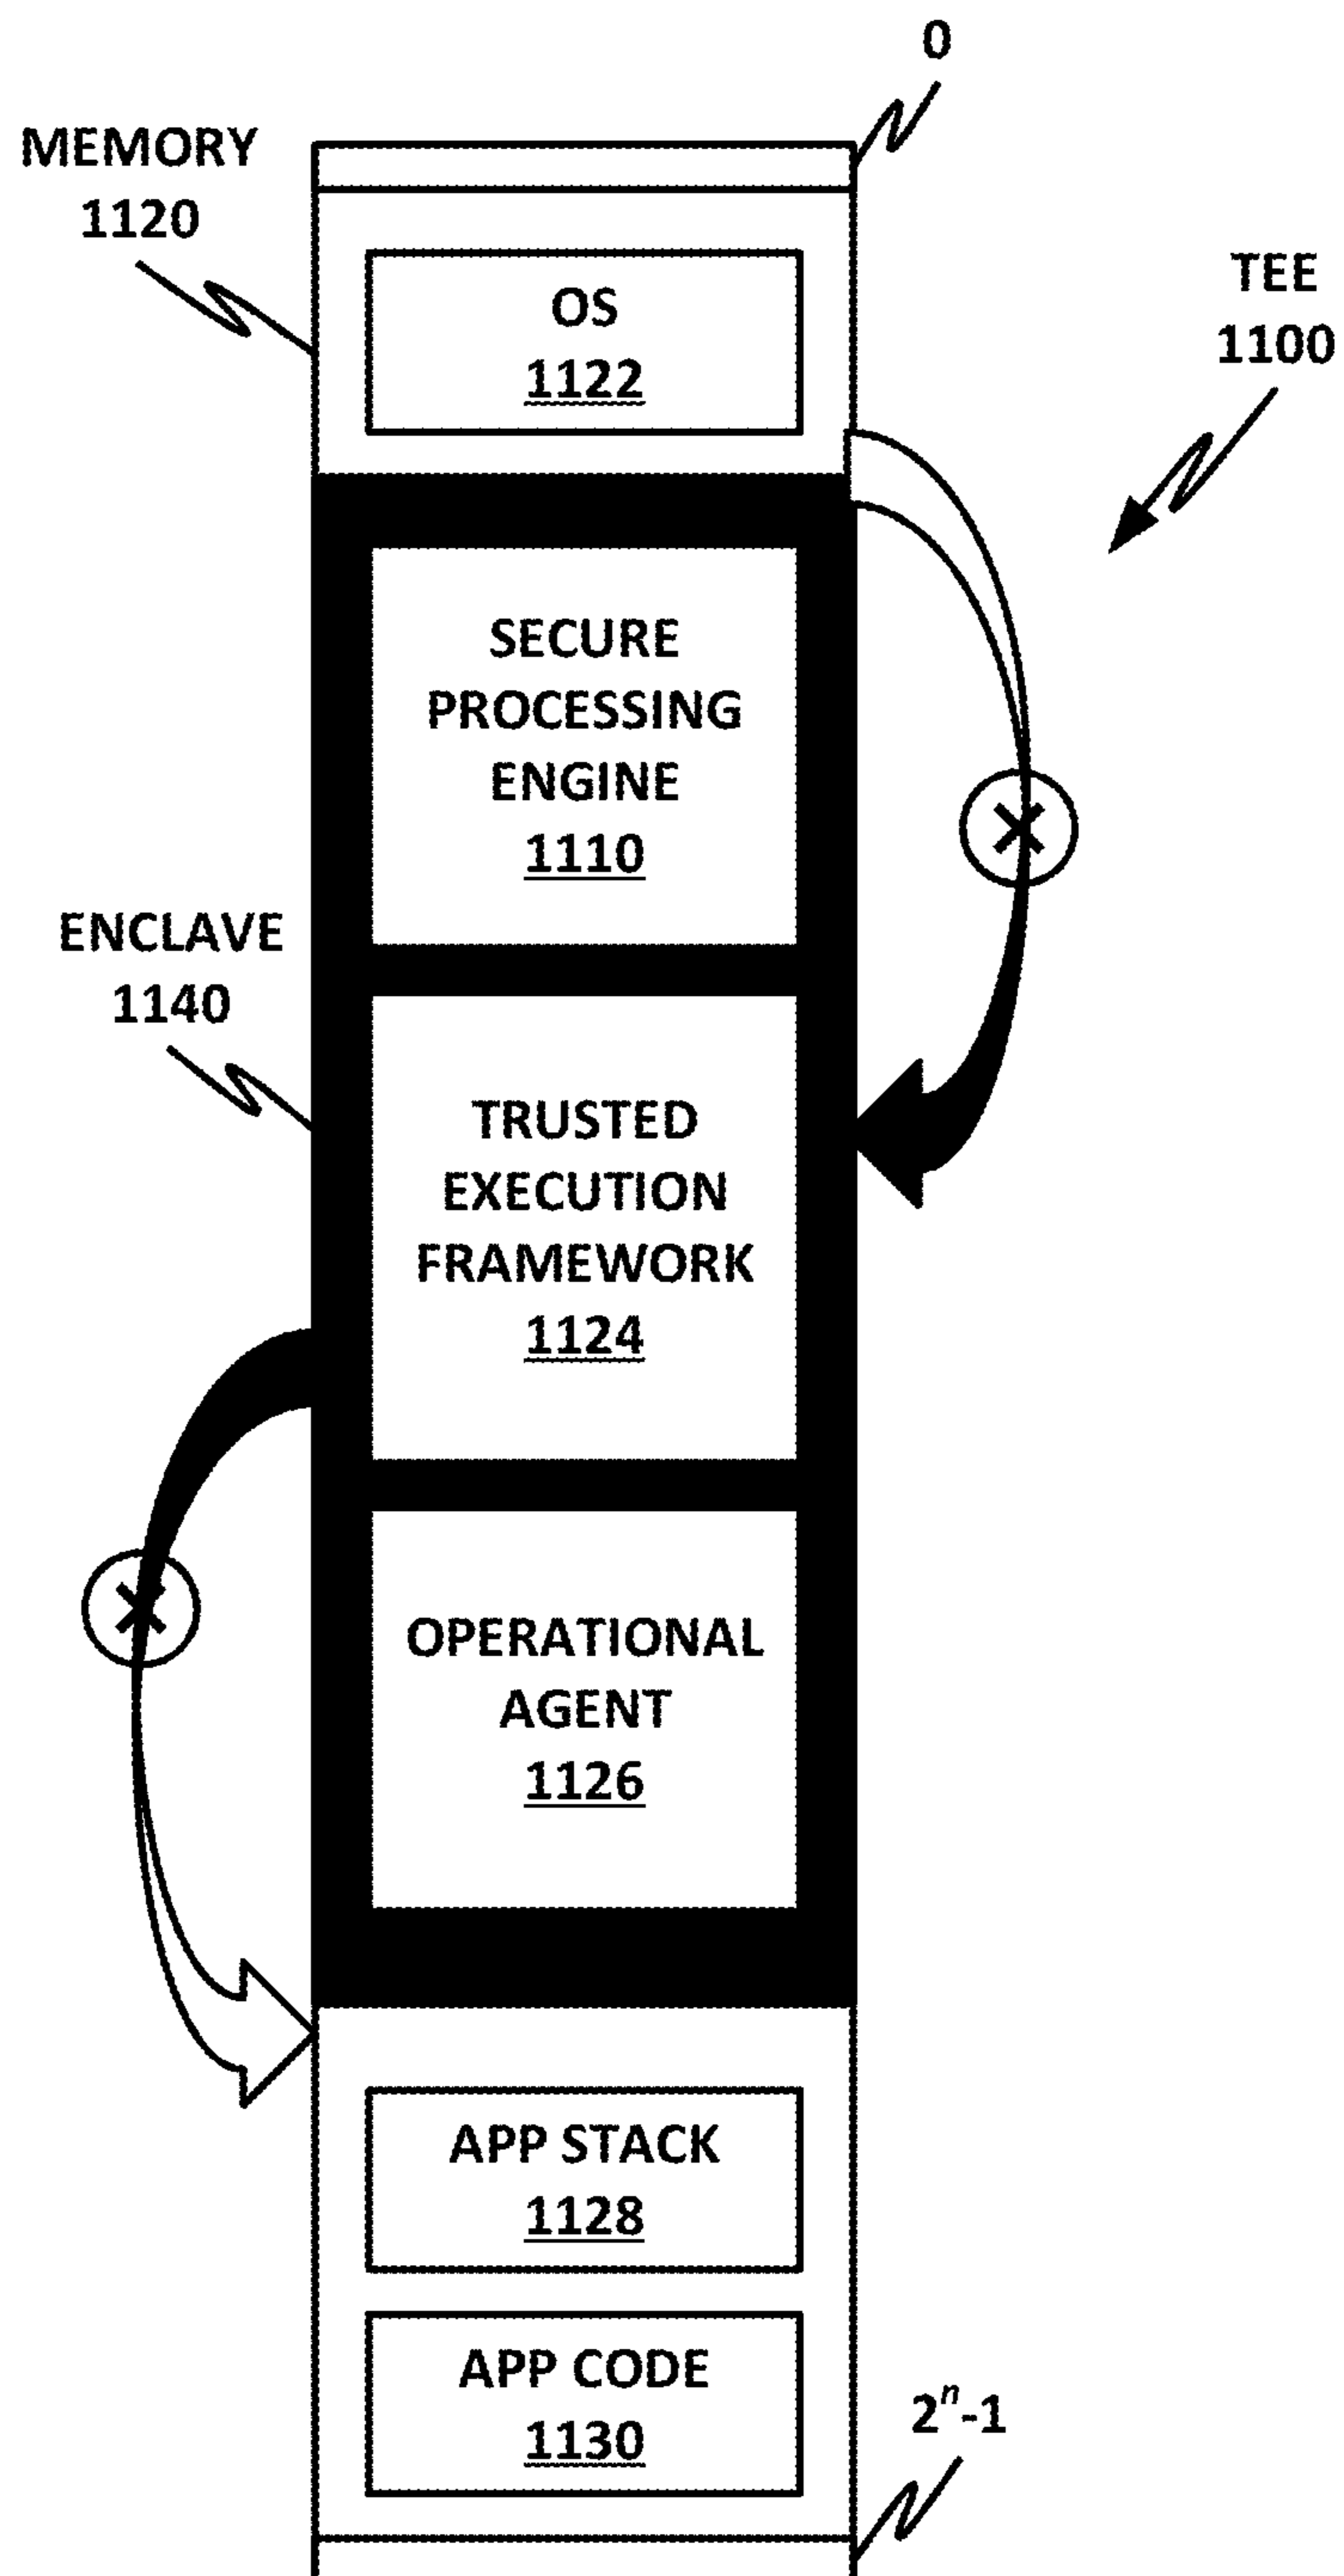 0
MEMORY
1120
OS
1122
TEE
1100
SECURE
PROCESSING
ENGINE
1110
ENCLAVE
1140
TRUSTED
EXECUTION
FRAMEWORK
1124
OPERATIONAL
AGENT
1126
APP STACK
1128
APP CODE
1130
2ⁿ-1